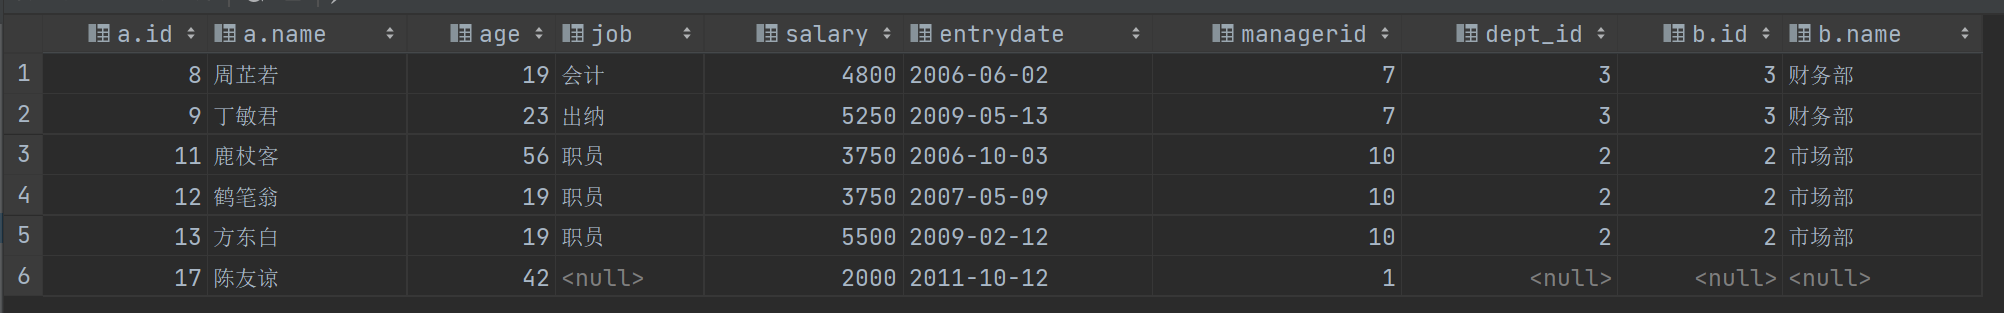 a.id a.name age job salary entrydate managerid dept_id b.id b.name
1 8 周芷若 19 会计 4800 2006-06-02 7 3 3 财务部
2 9 丁敏君 23 出纳 5250 2009-05-13 7 3 3 财务部
3 11 鹿杖客 56 职员 3750 2006-10-03 10 2 2 市场部
4 12 鹤笔翁 19 职员 3750 2007-05-09 10 2 2 市场部
5 13 方东白 19 职员 5500 2009-02-12 10 2 2 市场部
6 17 陈友谅 42 <null> 2000 2011-10-12 1 <null> <null> <null>